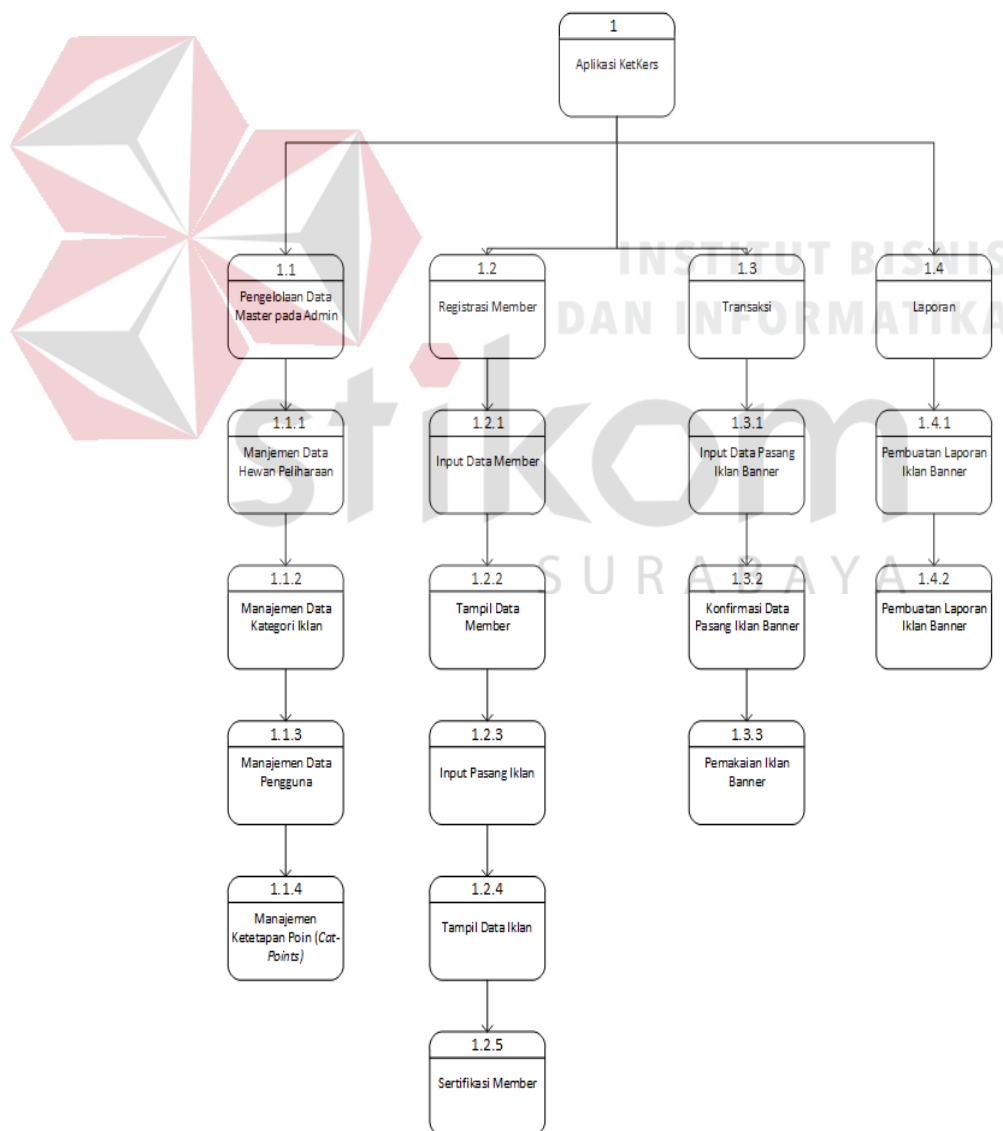 1
Aplikasi KetKers
1.1
Pengelolaan Data
Master pada Admin
1.2
Registrasi Member
1.3
Transaksi
1.4
Laporan
INSTITUT BISNIS
DAN INFORMATIKA
stikom
SURABAYA
1.1.1
Manjemen Data
Hewan Peliharaan
1.2.1
Input Data Member
1.3.1
Input Data Pasang
Iklan Banner
1.4.1
Pembuatan Laporan
Iklan Banner
1.1.2
Manajemen Data
Kategori Iklan
1.2.2
Tampil Data
Member
1.3.2
Konfirmasi Data
Pasang Iklan Banner
1.4.2
Pembuatan Laporan
Iklan Banner
1.1.3
Manajemen Data
Pengguna
1.2.3
Input Pasang Iklan
1.3.3
Pemakaian Iklan
Banner
1.1.4
Manajemen
Ketetapan Poin (Cat-
Points)
1.2.4
Tampil Data Iklan
1.2.5
Sertifikasi Member